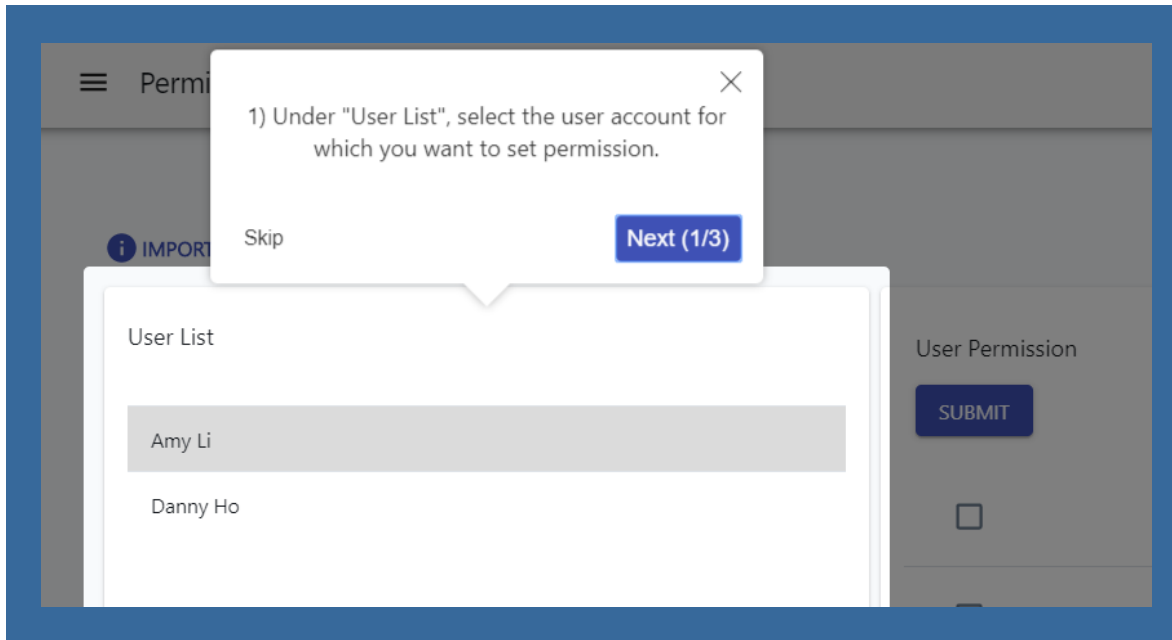 Permi
1) Under "User List", select the user account for
which you want to set permission.
Skip
Next (1/3)
IMPORT
User List
Amy Li
Danny Ho
User Permission
SUBMIT